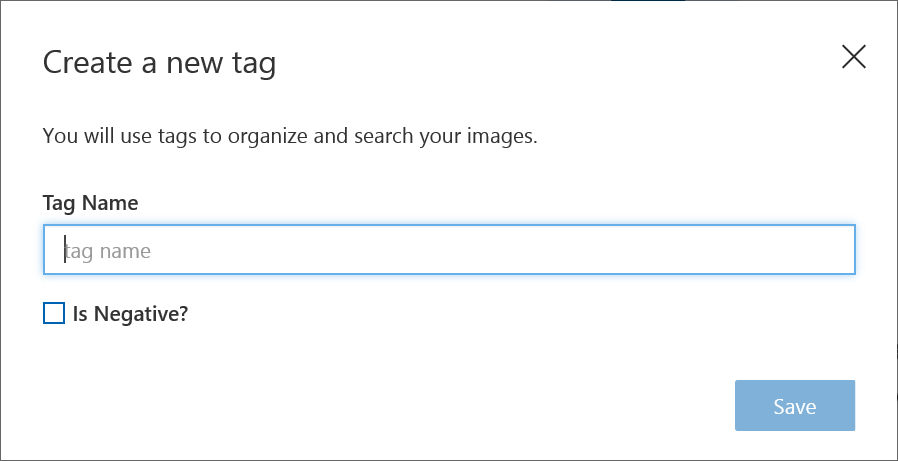 Create a new tag
You will use tags to organize and search your images.
Tag Name
tag name
Is Negative?
Save